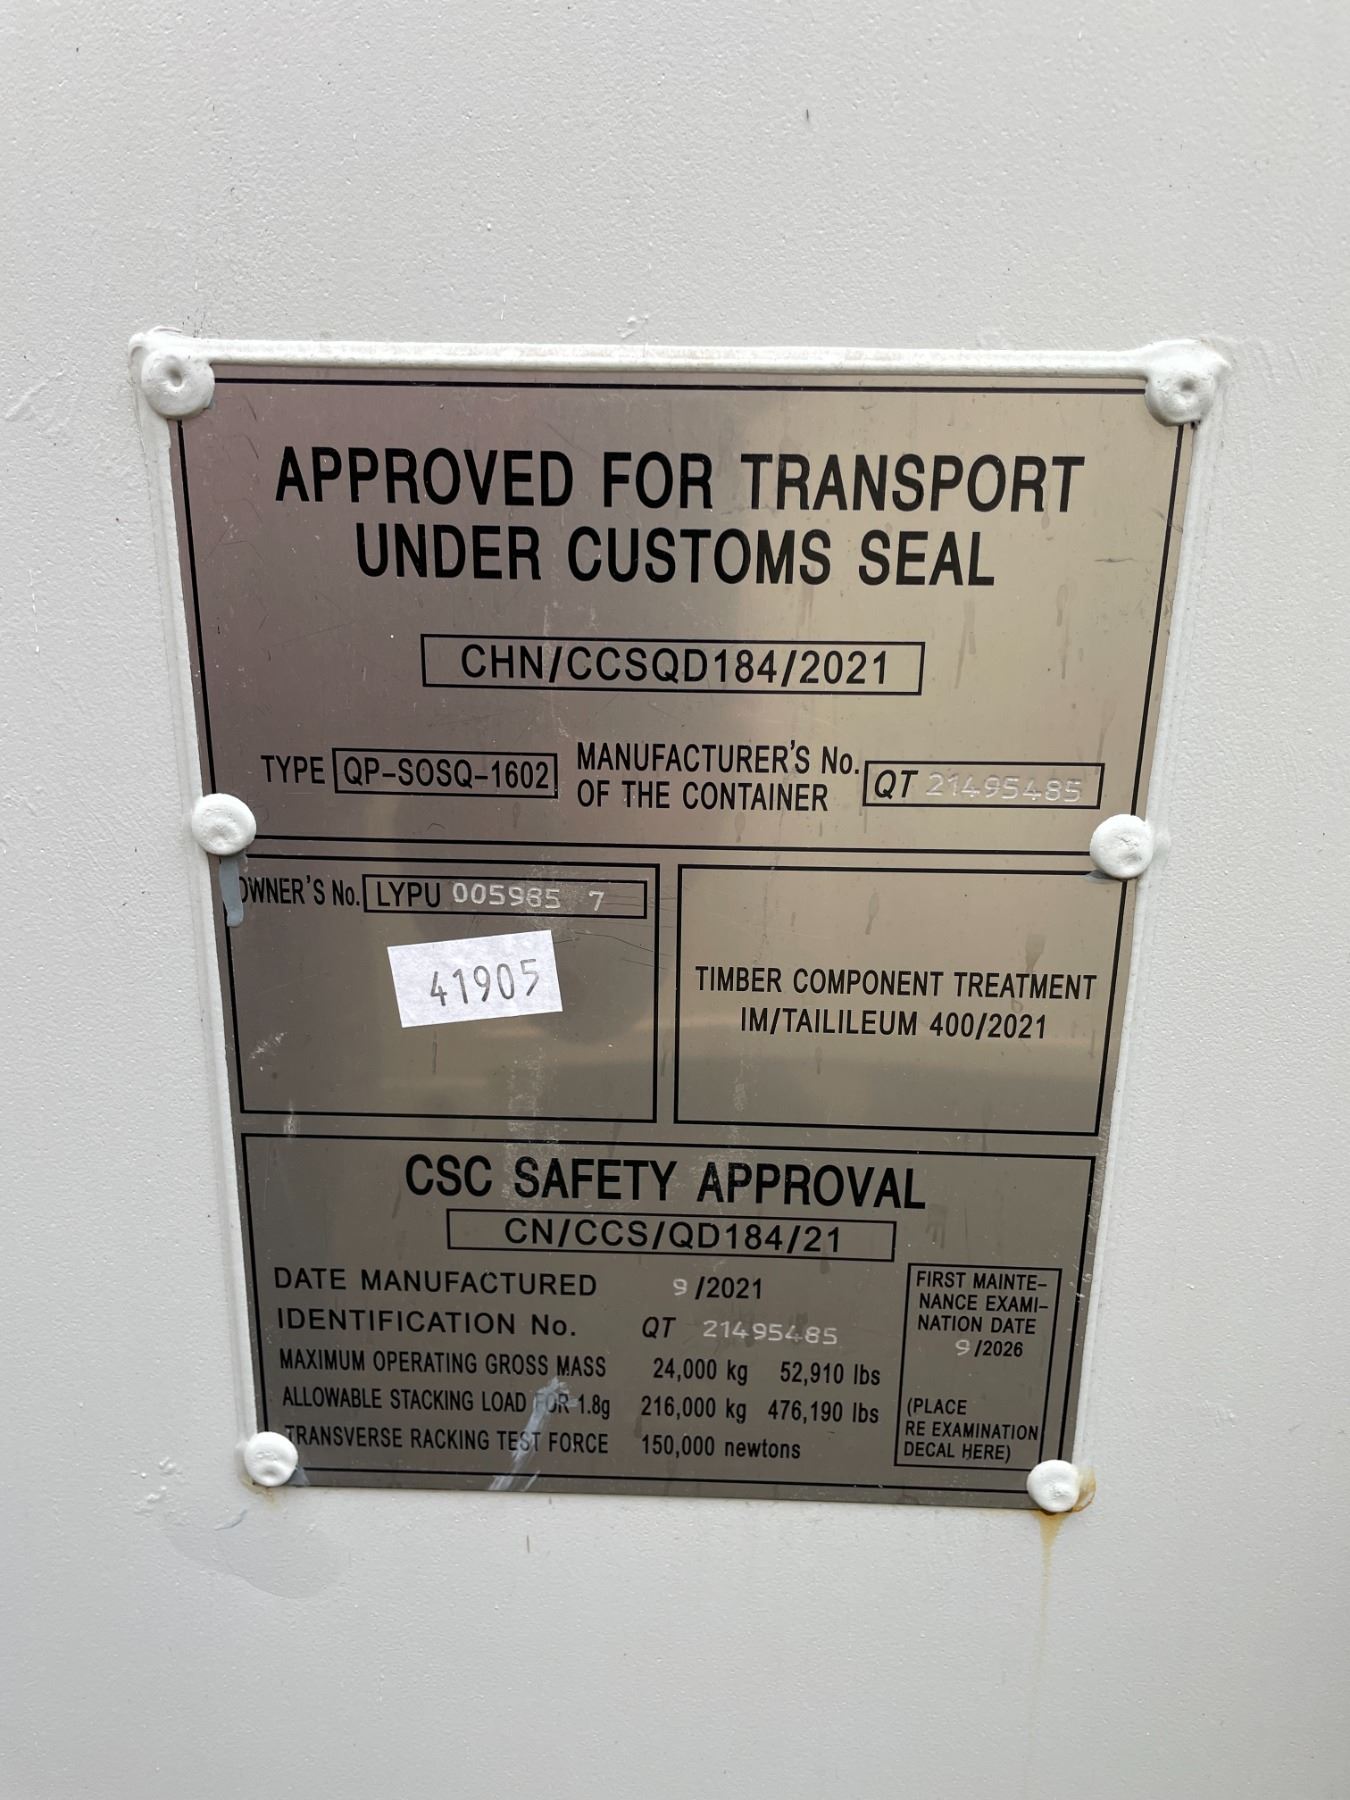 APPROVED FOR TRANSPORT
UNDER CUSTOMS SEAL
CHN/CCSQD184/2021
TYPE QP-SOSQ-1602 MANUFACTURER'S No. OF THE CONTAINER QT 21495485
OWNER'S No. LYPU 005985 7
41905
TIMBER COMPONENT TREATMENT
IM/TAILILEUM 400/2021
CSC SAFETY APPROVAL
CN/CCS/QD184/21
DATE MANUFACTURED 9/2021
IDENTIFICATION No. QT 21495485
MAXIMUM OPERATING GROSS MASS 24,000 kg 52,910 lbs
ALLOWABLE STACKING LOAD FOR 1.8g 216,000 kg 476,190 lbs
TRANSVERSE RACKING TEST FORCE 150,000 newtons
FIRST MAINTE-
NANCE EXAMI-
NATION DATE
9/2026
(PLACE
RE EXAMINATION
DECAL HERE)